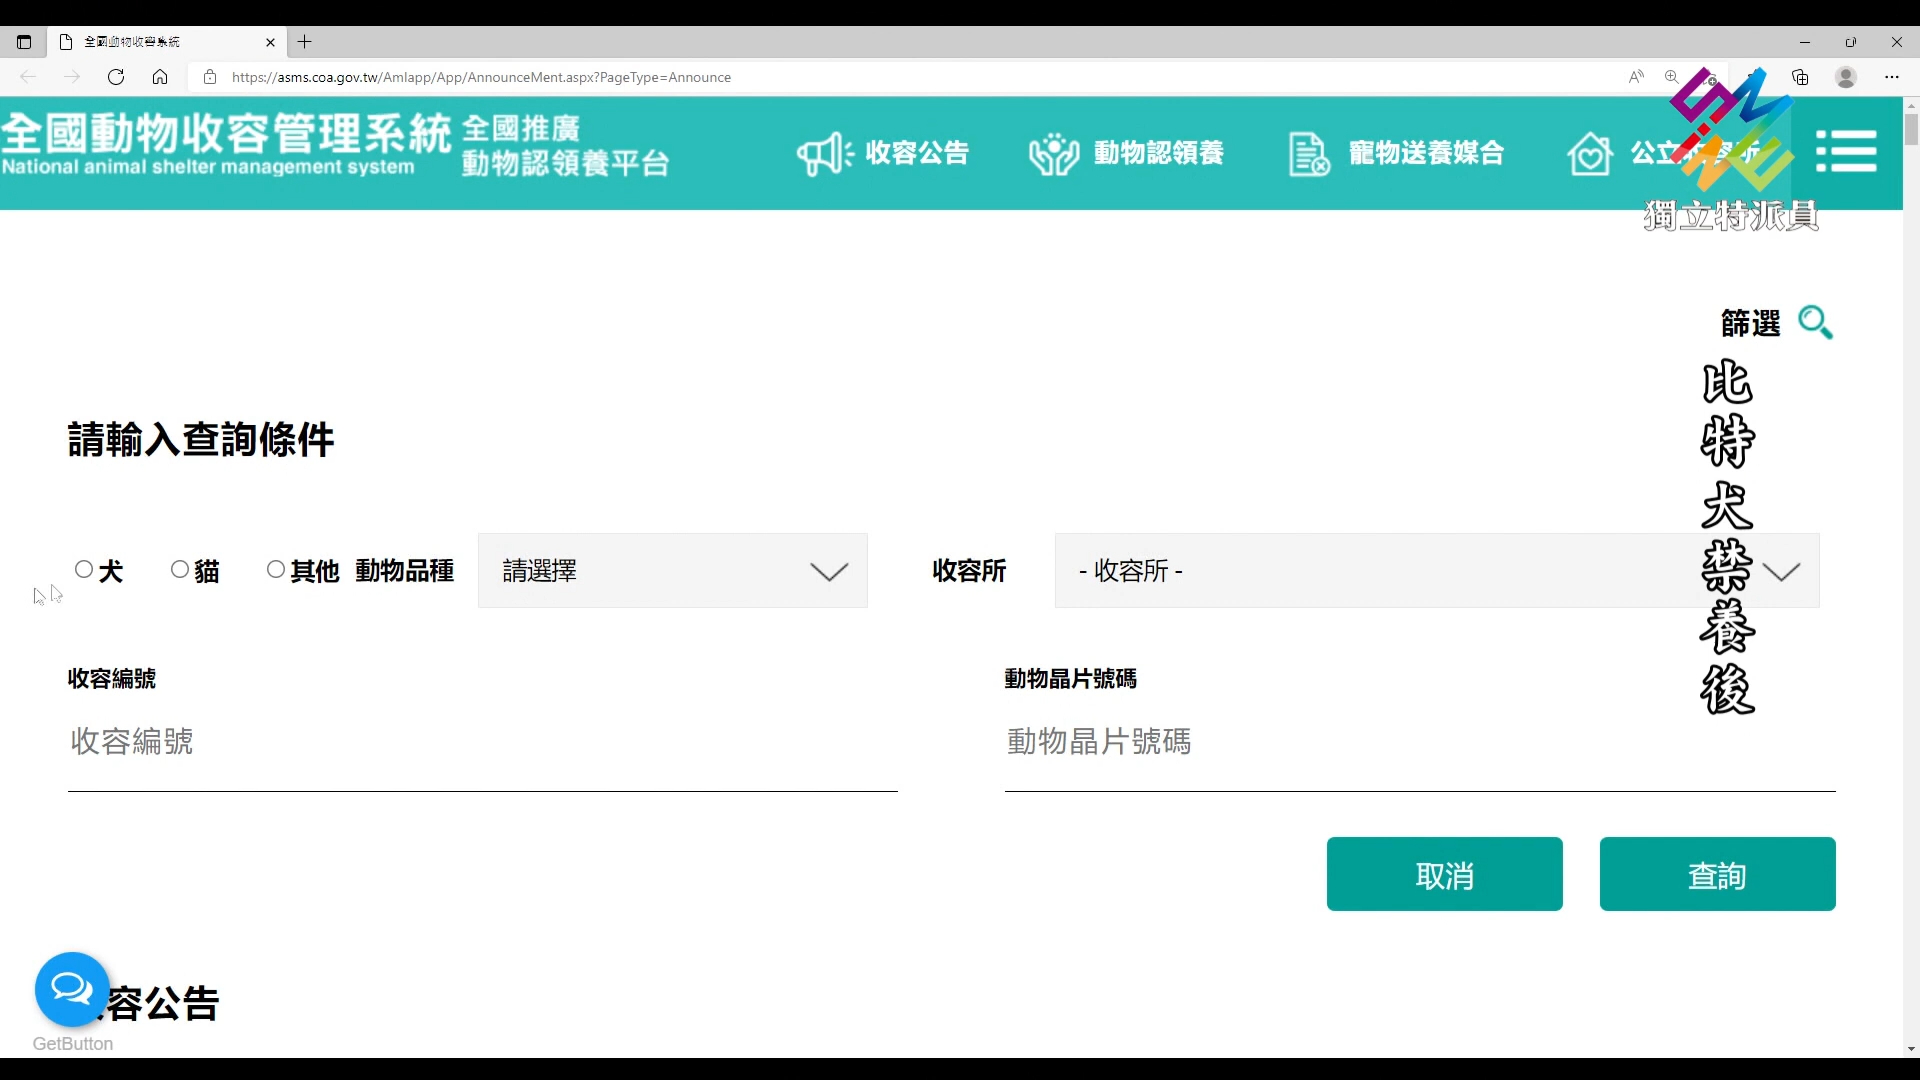 全國動物收容系統
https://asms.coa.gov.tw/Amlapp/App/AnnounceMent.aspx?PageType=Announce
全國動物收容管理系統
National animal shelter management system
全國推廣
動物認領養平台
收容公告
動物認領養
寵物送養媒合
公立收容所
獨立特派員
篩選
比特犬禁養後
請輸入查詢條件
犬
貓
其他
動物品種
請選擇
收容所
- 收容所 -
收容編號
動物晶片號碼
收容編號
動物晶片號碼
取消
查詢
容公告
GetButton